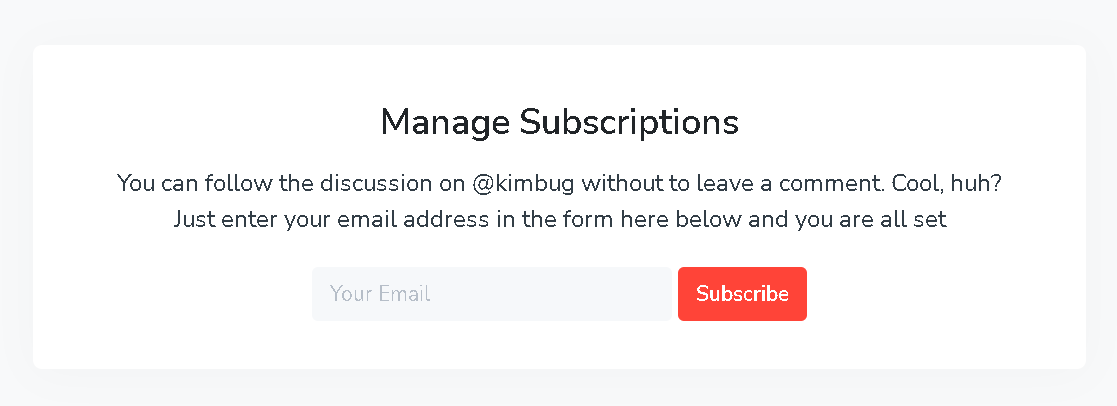 Manage Subscriptions
You can follow the discussion on @kimbug without to leave a comment. Cool, huh?
Just enter your email address in the form here below and you are all set
Your Email Subscribe